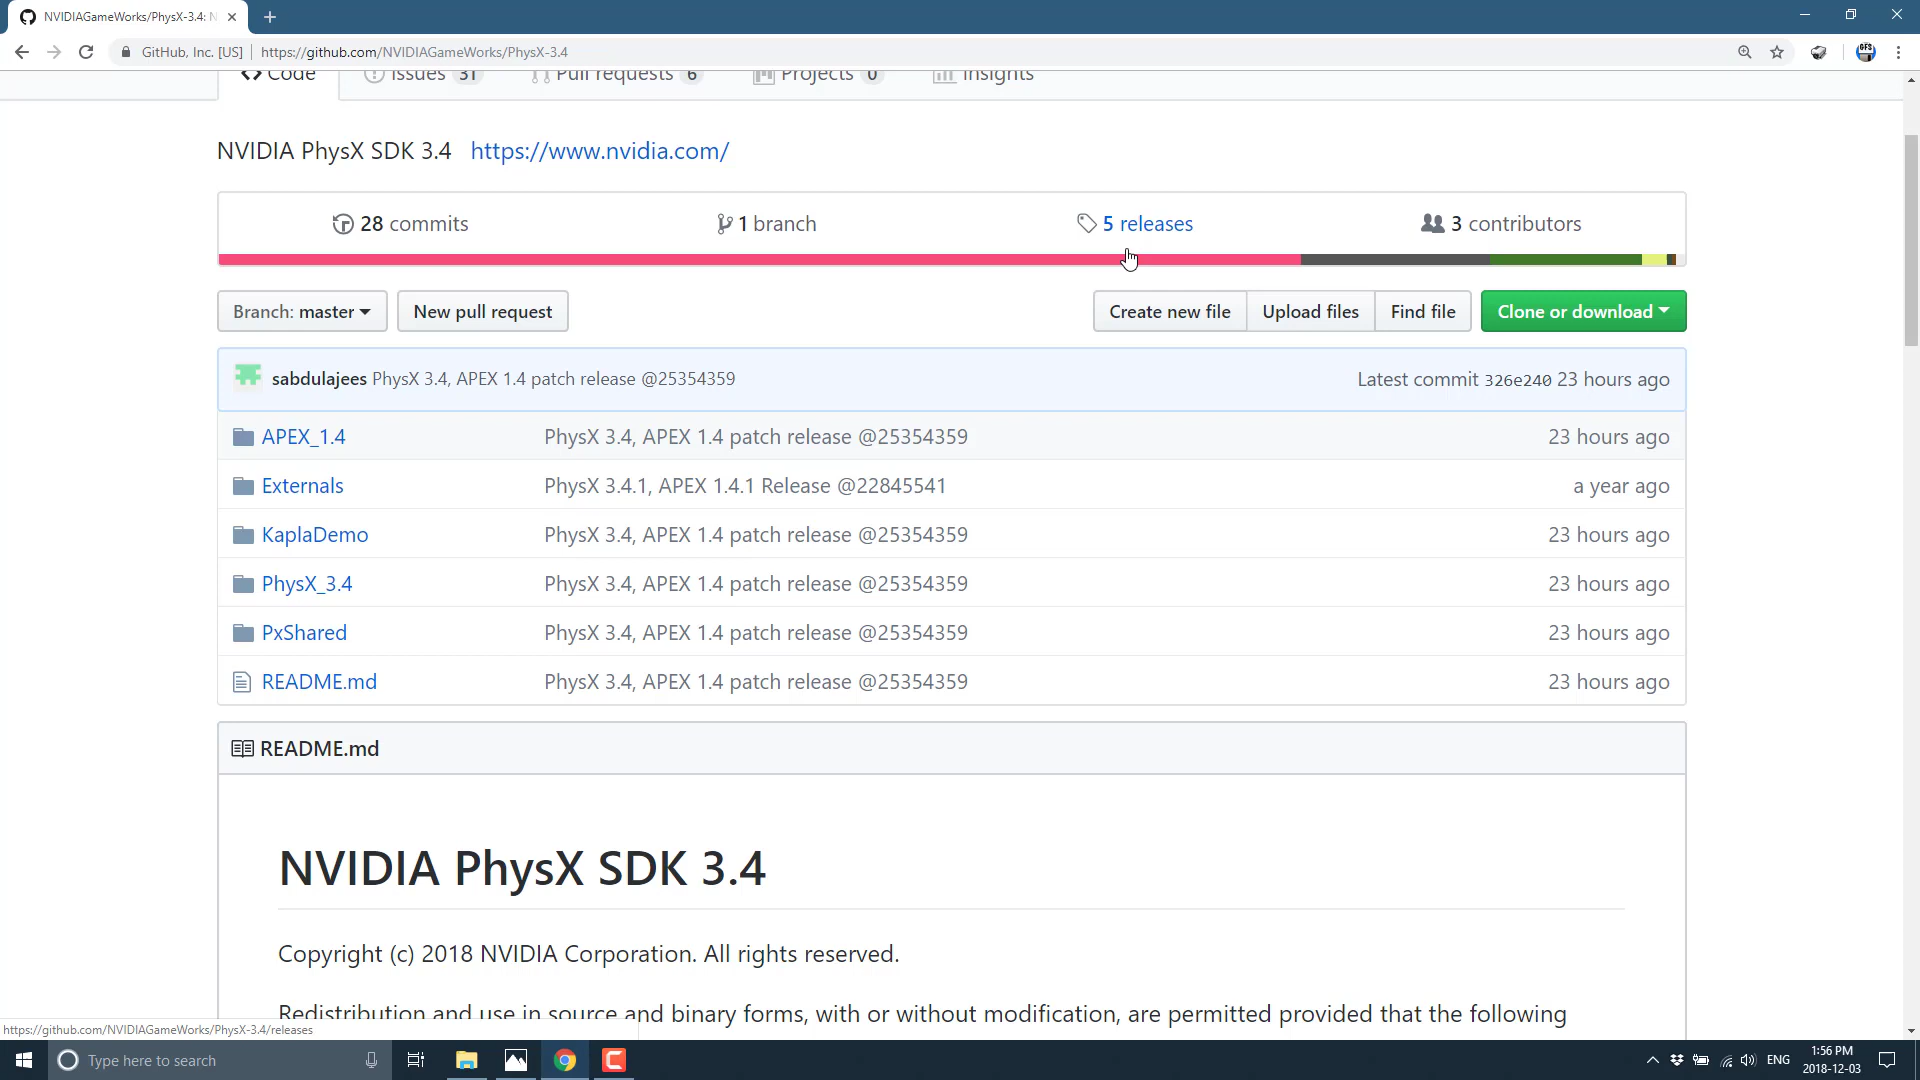 NVIDIAGameWorks/PhysX-3.4: N
GitHub, Inc. [US] https://github.com/NVIDIAGameWorks/PhysX-3.4
GFS
Code Issues 31 Pull requests 6 Projects 0 Insights
NVIDIA PhysX SDK 3.4 https://www.nvidia.com/
28 commits 1 branch 5 releases 3 contributors
Branch: master New pull request Create new file Upload files Find file Clone or download
sabdulajees PhysX 3.4, APEX 1.4 patch release @25354359 Latest commit 326e240 23 hours ago
APEX_1.4 PhysX 3.4, APEX 1.4 patch release @25354359 23 hours ago
Externals PhysX 3.4.1, APEX 1.4.1 Release @22845541 a year ago
KaplaDemo PhysX 3.4, APEX 1.4 patch release @25354359 23 hours ago
PhysX_3.4 PhysX 3.4, APEX 1.4 patch release @25354359 23 hours ago
PxShared PhysX 3.4, APEX 1.4 patch release @25354359 23 hours ago
README.md PhysX 3.4, APEX 1.4 patch release @25354359 23 hours ago
README.md
NVIDIA PhysX SDK 3.4
Copyright (c) 2018 NVIDIA Corporation. All rights reserved.
Redistribution and use in source and binary forms, with or without modification, are permitted provided that the following
https://github.com/NVIDIAGameWorks/PhysX-3.4/releases
Type here to search ENG 1:56 PM
2018-12-03